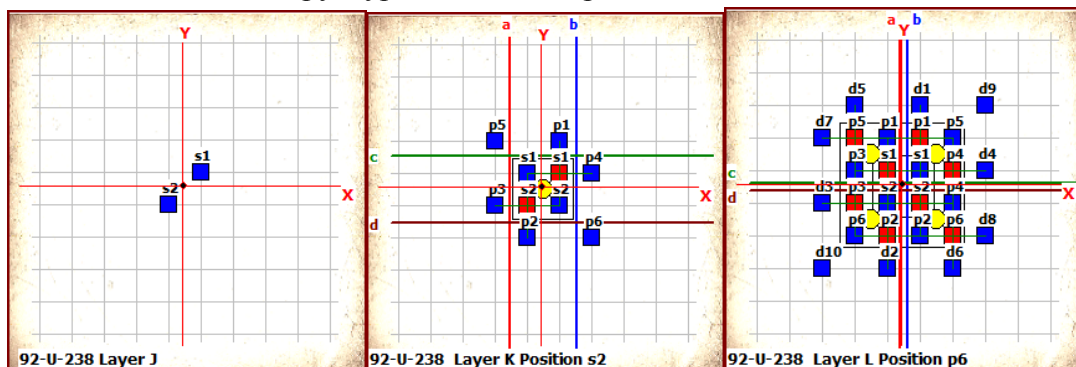 Y
s1
s2
X
92-U-238 Layer J
a
b
Y
p5
p1
c
s1 s1 p4
p3 s2 s2
X
d
p2 p6
92-U-238 Layer K Position s2
a b
Y
d5 d1 d9
d7 p5 p1 p1 p5
p3 s1 s1 p4 d4
c
d
X
d3 p3 s2 s2 p4
p6 p2 p2 p6 d8
d10 d2 d6
92-U-238 Layer L Position p6